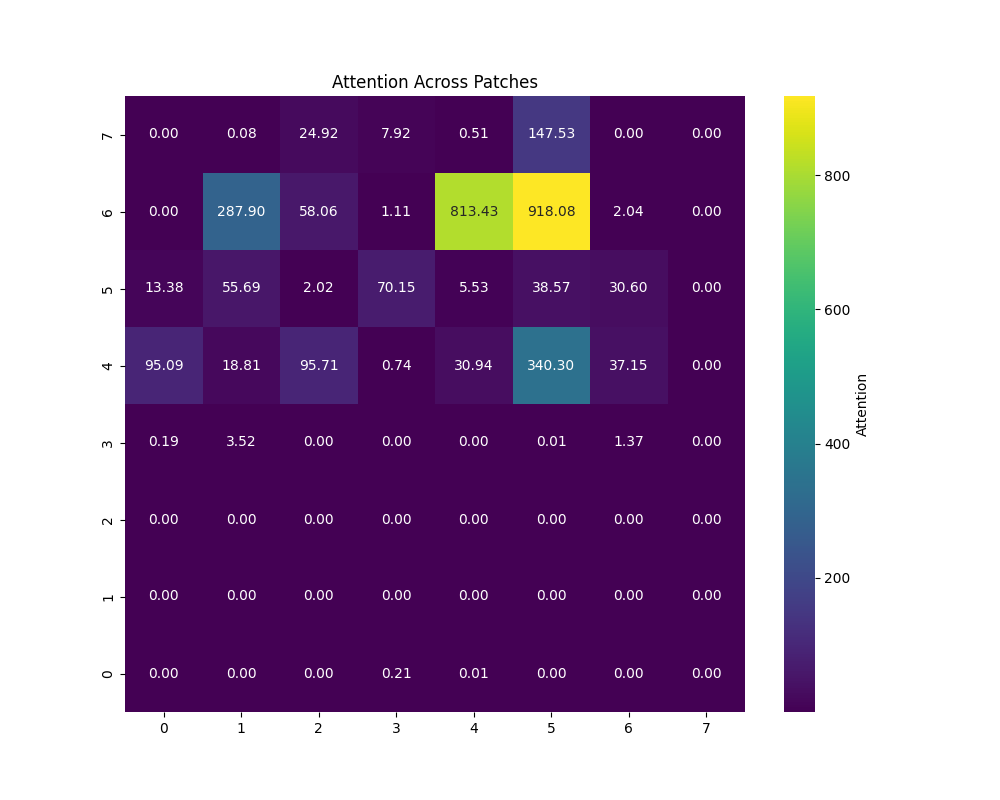 Attention Across Patches
7 0.00 0.08 24.92 7.92 0.51 147.53 0.00 0.00
6 0.00 287.90 58.06 1.11 813.43 918.08 2.04 0.00
5 13.38 55.69 2.02 70.15 5.53 38.57 30.60 0.00
4 95.09 18.81 95.71 0.74 30.94 340.30 37.15 0.00
3 0.19 3.52 0.00 0.00 0.00 0.01 1.37 0.00
2 0.00 0.00 0.00 0.00 0.00 0.00 0.00 0.00
1 0.00 0.00 0.00 0.00 0.00 0.00 0.00 0.00
0 0.00 0.00 0.00 0.21 0.01 0.00 0.00 0.00
0 1 2 3 4 5 6 7
800
600
400
200
Attention